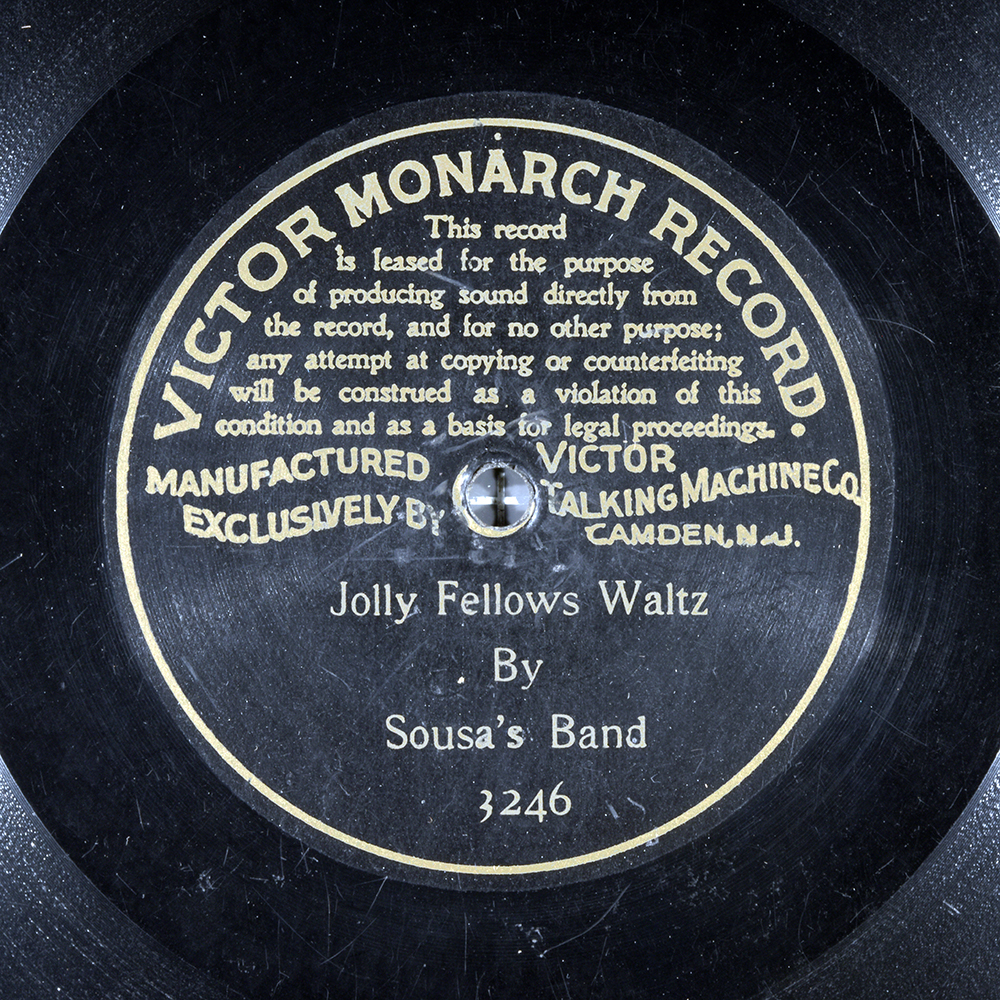 VICTOR MONARCH RECORD.
This record
is leased for the purpose
of producing sound directly from
the record, and for no other purpose;
any attempt at copying or counterfeiting
will be construed as a violation of this
condition and as a basis for legal proceedings.
MANUFACTURED
EXCLUSIVELY BY
VICTOR
TALKING MACHINE Co.
CAMDEN, N.J.
Jolly Fellows Waltz
By
Sousa's Band
3246